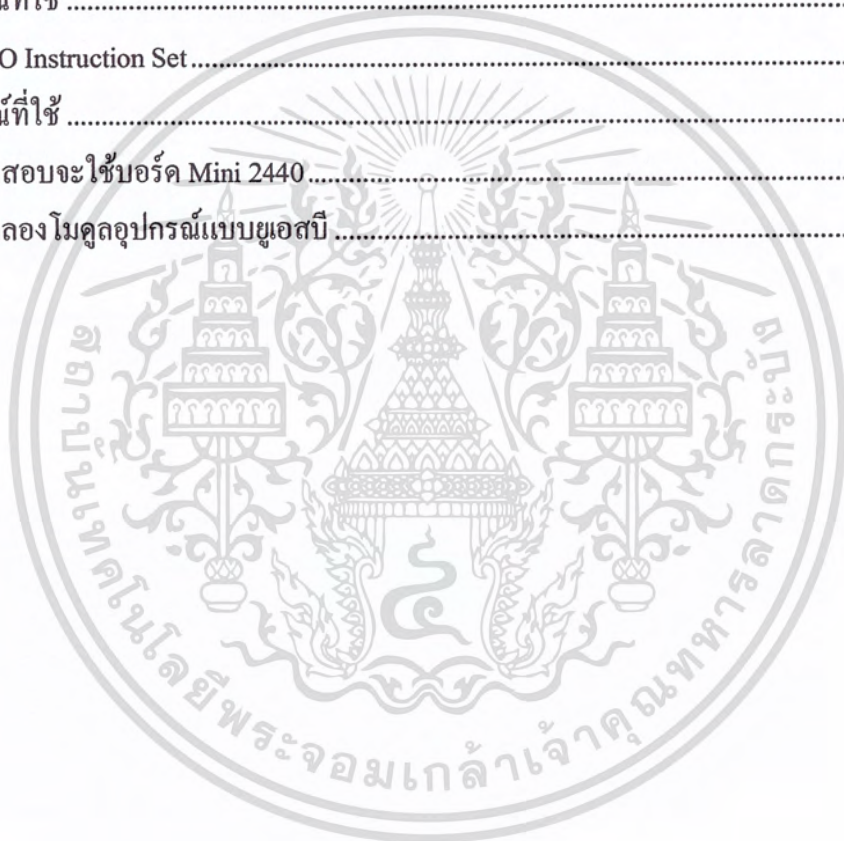 ที่ใช้
O Instruction Set
ที่ใช้
สอบจะใช้บอร์ด Mini 2440
ลองโมดูลอุปกรณ์แบบยูเอสบี
สถาบันเทคโนโลยีพระจอมเกล้าเจ้าคุณทหารลาดกระบัง